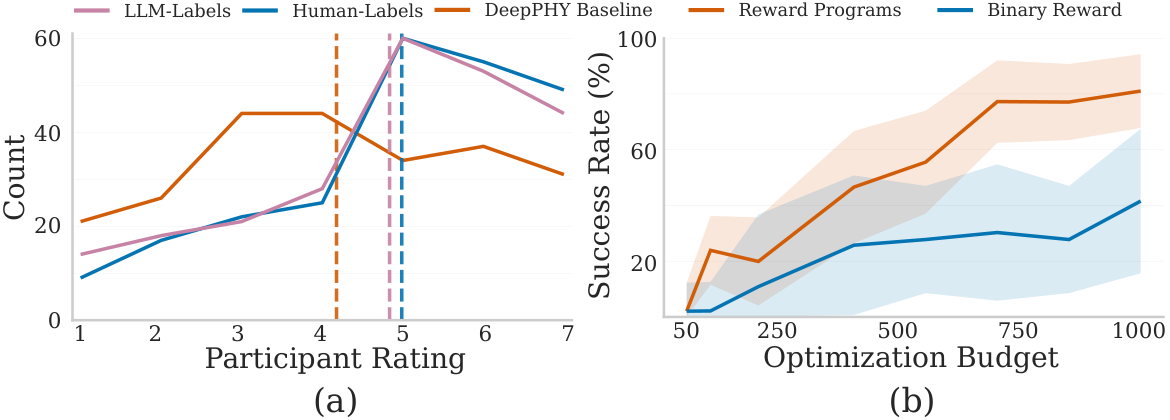 LLM-Labels Human-Labels DeepPHY Baseline
Count
60
40
20
0
1 2 3 4 5 6 7
Participant Rating
(a)
Reward Programs Binary Reward
Success Rate (%)
100
60
20
50 250 500 750 1000
Optimization Budget
(b)